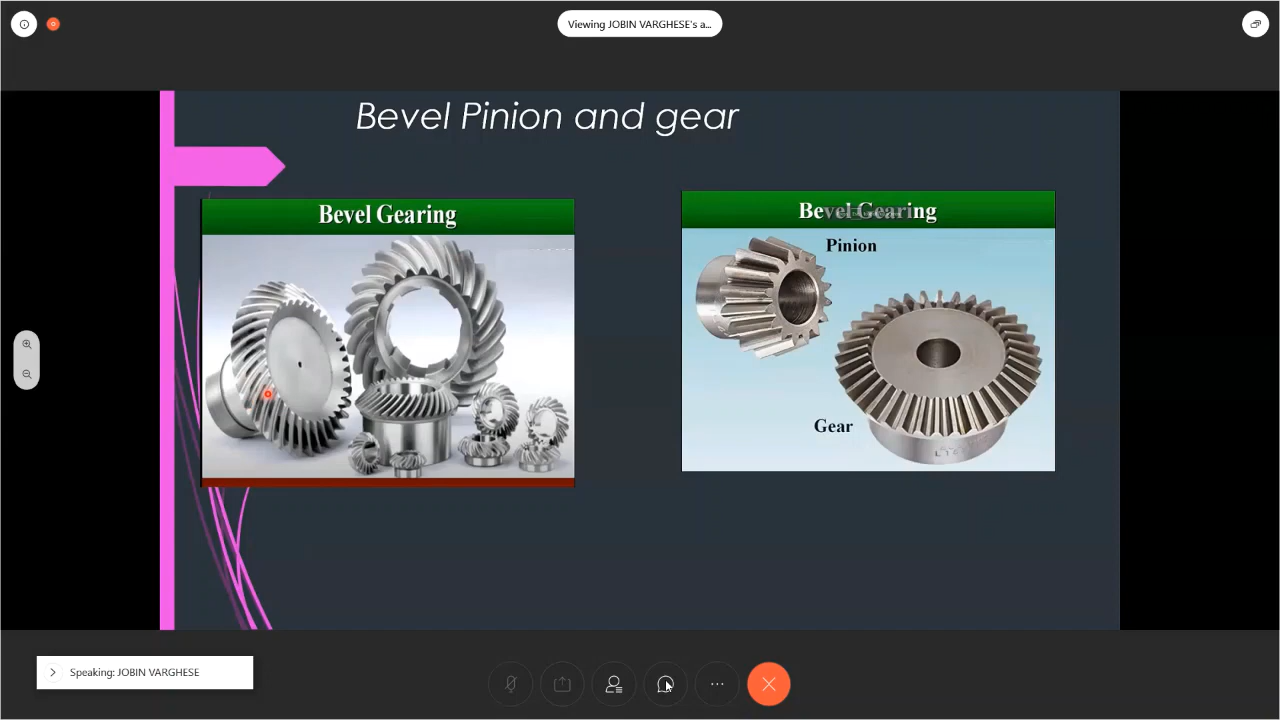 Viewing JOBIN VARGHESE's a...
Bevel Pinion and gear
Bevel Gearing
Bevel Gearing
Pinion
Gear
Speaking: JOBIN VARGHESE